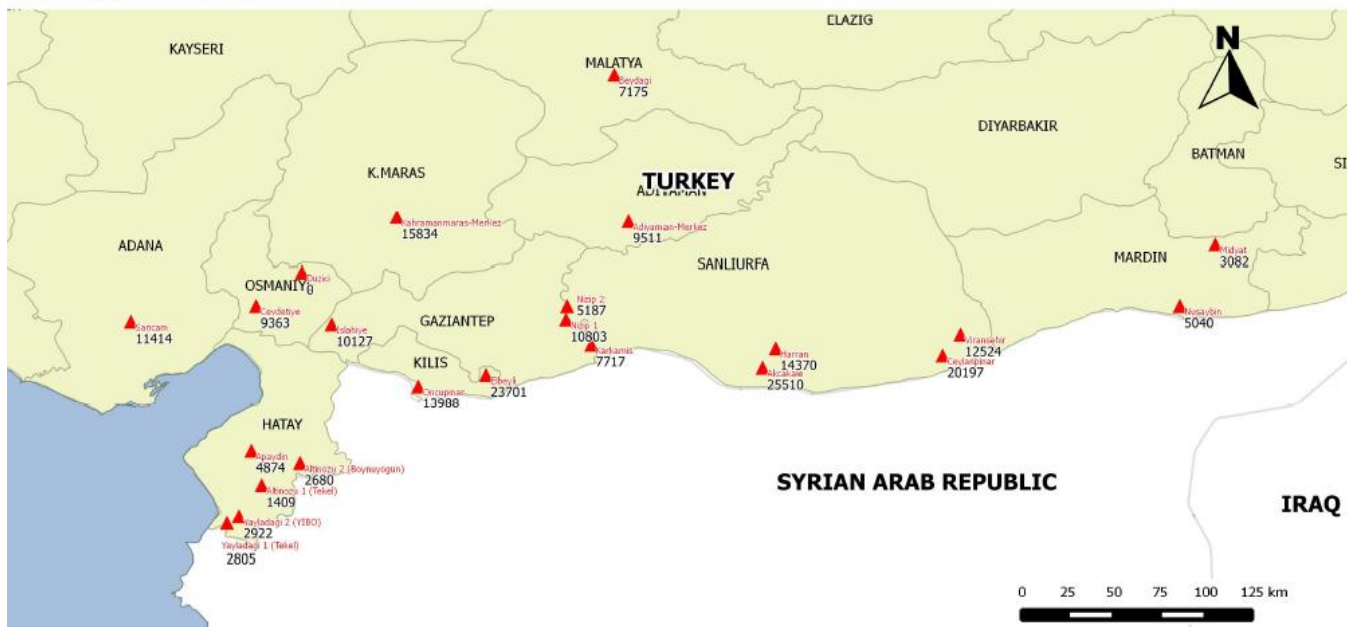 KAYSERI
ELAZIG
N
MALATYA
Beydagi
7175
DIYARBAKIR
BATMAN
SI
K.MARAS
TURKEY
ADIYAMAN
Kahramanmaras-Merkez
15834
Adiyaman-Merkez
9511
ADANA
SANLIURFA
MARDIN
Midyat
3082
Duzici
0
OSMANIY
Cevdetiye
9363
Nizip 2
5187
Nizip 1
10803
Nusaybin
5040
Saricam
11414
Islahiye
10127
GAZIANTEP
Karkamis
7717
Viransehir
12524
Harran
14370
Ceylanpinar
20197
KILIS
Elbeyli
23701
Akcakale
25510
Oncupinar
13988
HATAY
Apaydin
4874
Altinozu 2 (Boynuyogun)
2680
Altinozu 1 (Tekel)
1409
SYRIAN ARAB REPUBLIC
IRAQ
Yayladagi 2 (YIBO)
2922
Yayladagi 1 (Tekel)
2805
0 25 50 75 100 125 km